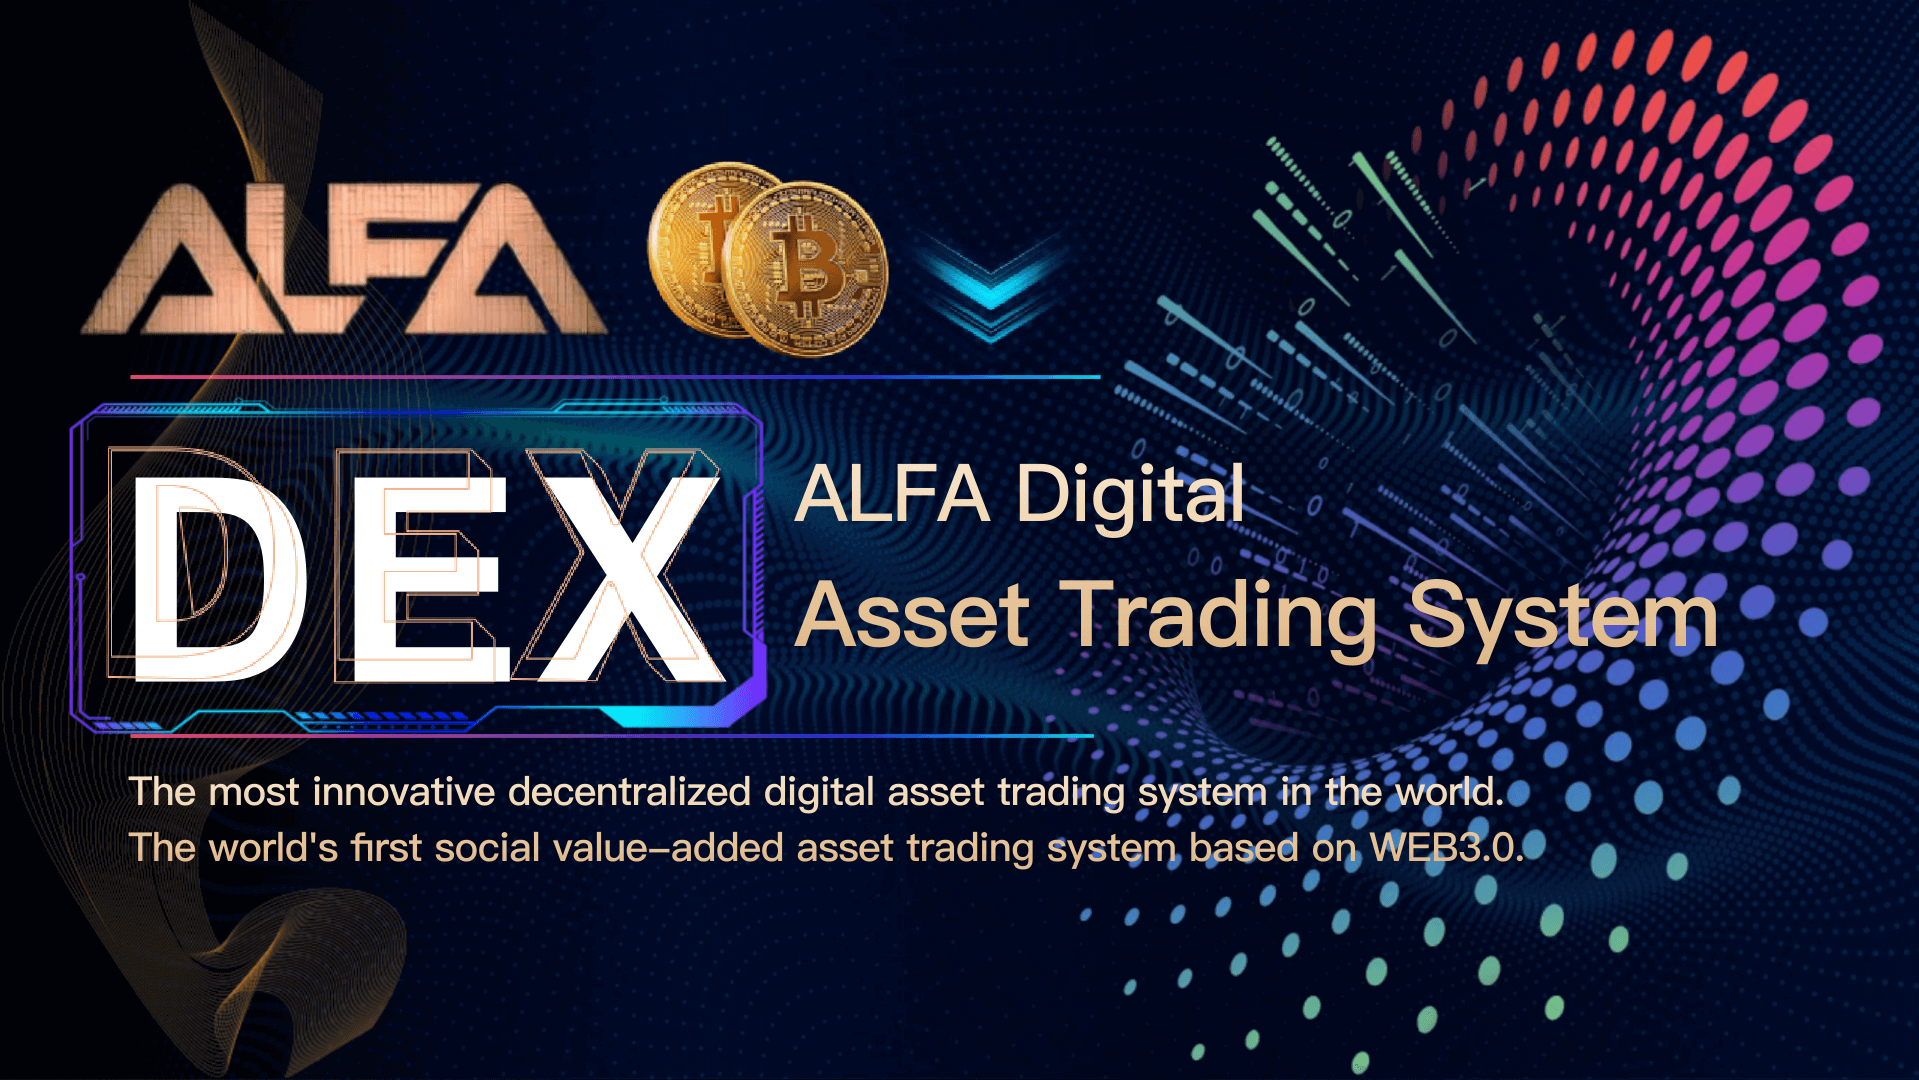 ALFA
DEX
ALFA Digital
Asset Trading System
The most innovative decentralized digital asset trading system in the world.
The world's first social value–added asset trading system based on WEB3.0.